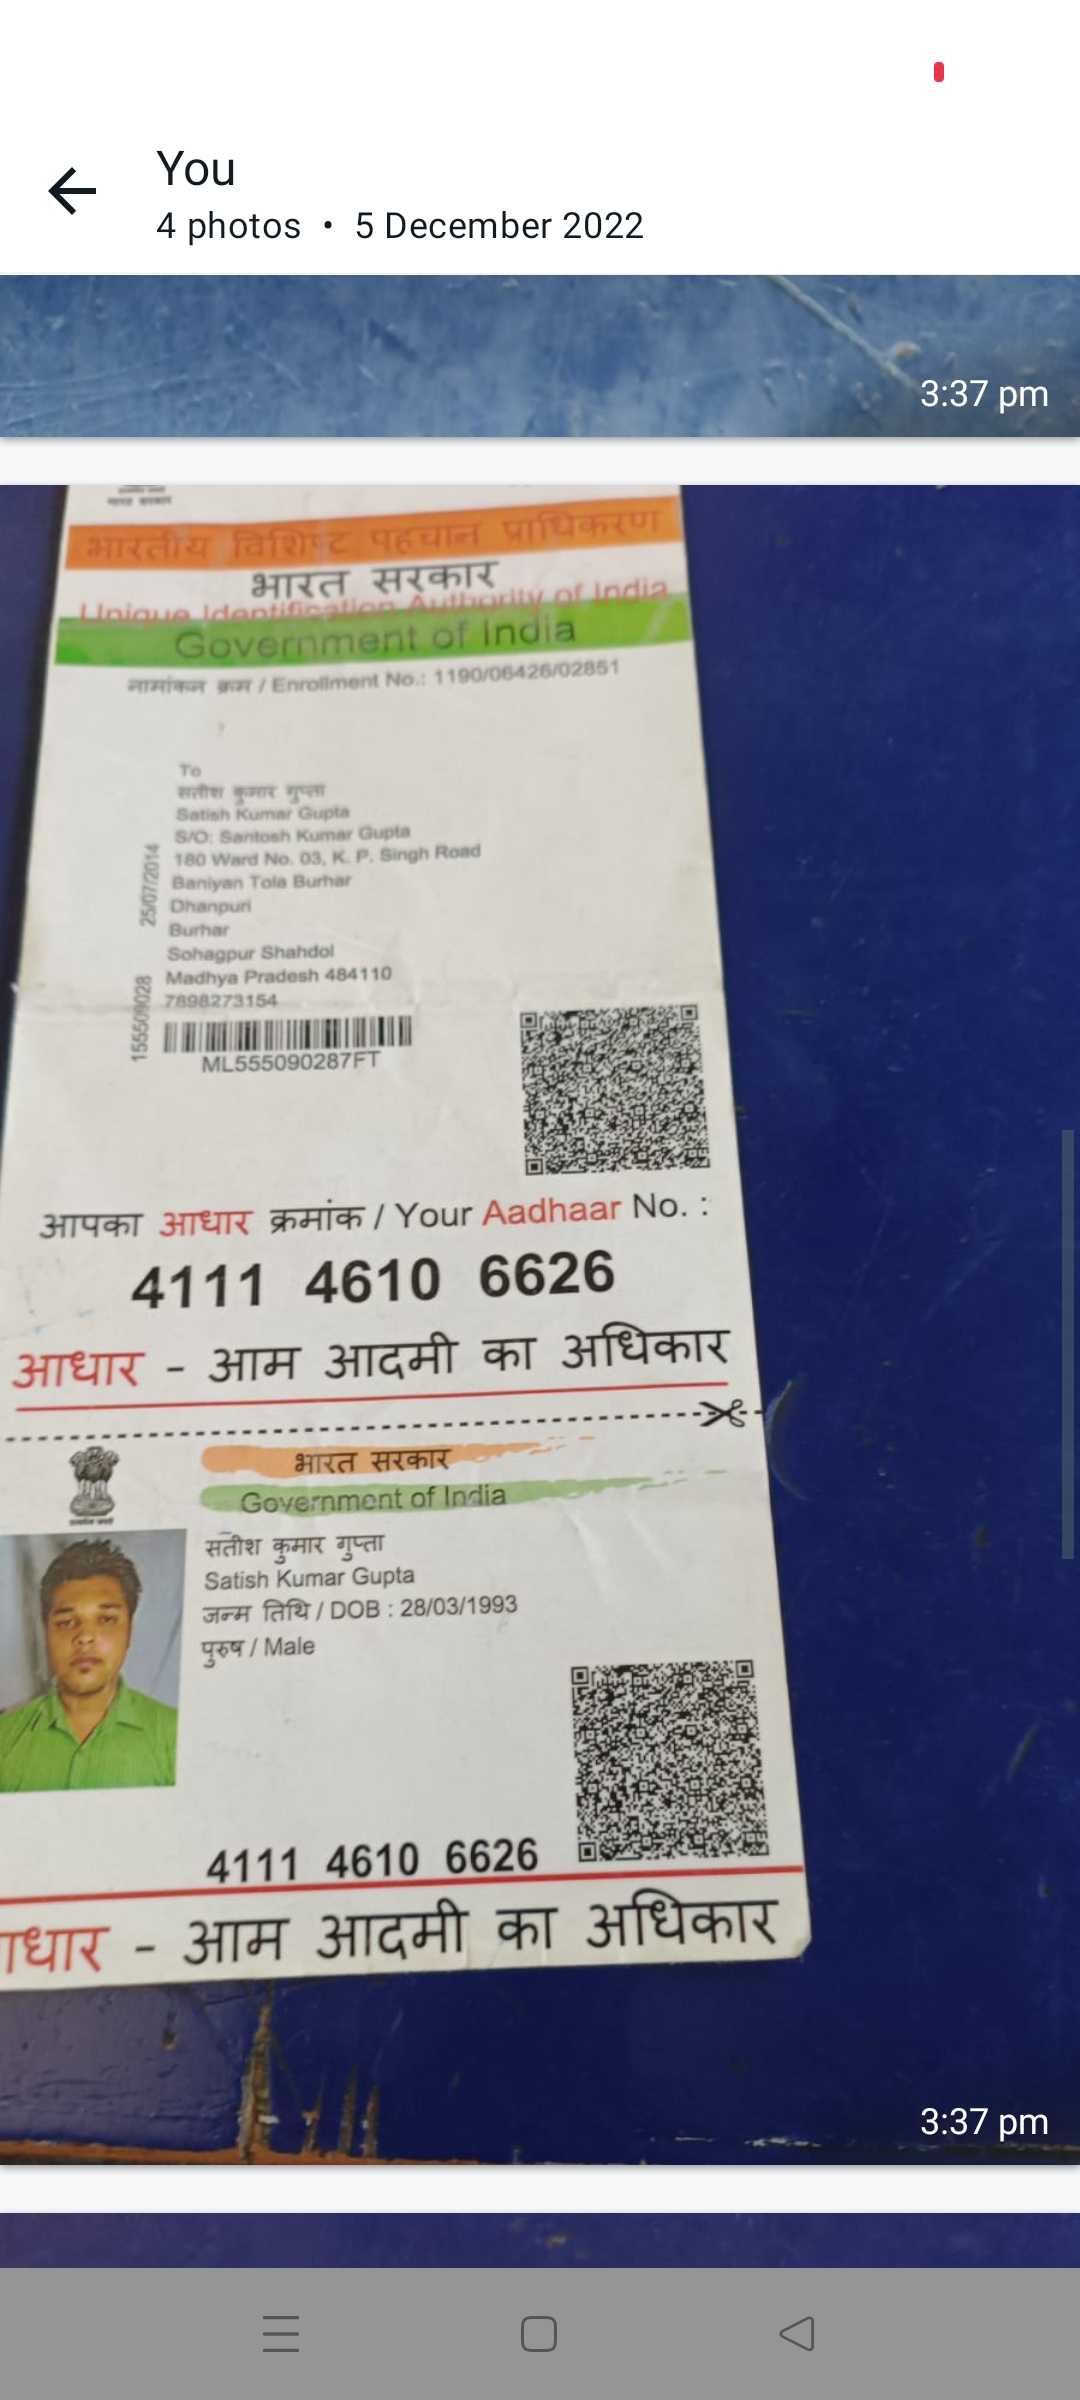 You
4 photos • 5 December 2022
3:37 pm
भारतीय विशिष्ट पहचान प्राधिकरण
भारत सरकार
Unique Identification Authority of India
Government of India
नामांकन क्रम / Enrollment No.: 1190/06426/02851
To
सतीश कुमार गुप्ता
Satish Kumar Gupta
S/O: Santosh Kumar Gupta
180 Ward No. 03, K. P. Singh Road
Baniyan Tola Burhar
Dhanpuri
Burhar
Sohagpur Shahdol
Madhya Pradesh 484110
7898273154
25/07/2014
155509028
ML555090287FT
आपका आधार क्रमांक / Your Aadhaar No. :
4111 4610 6626
आधार - आम आदमी का अधिकार
भारत सरकार
Government of India
सतीश कुमार गुप्ता
Satish Kumar Gupta
जन्म तिथि / DOB : 28/03/1993
पुरुष / Male
4111 4610 6626
ाधार - आम आदमी का अधिकार
3:37 pm